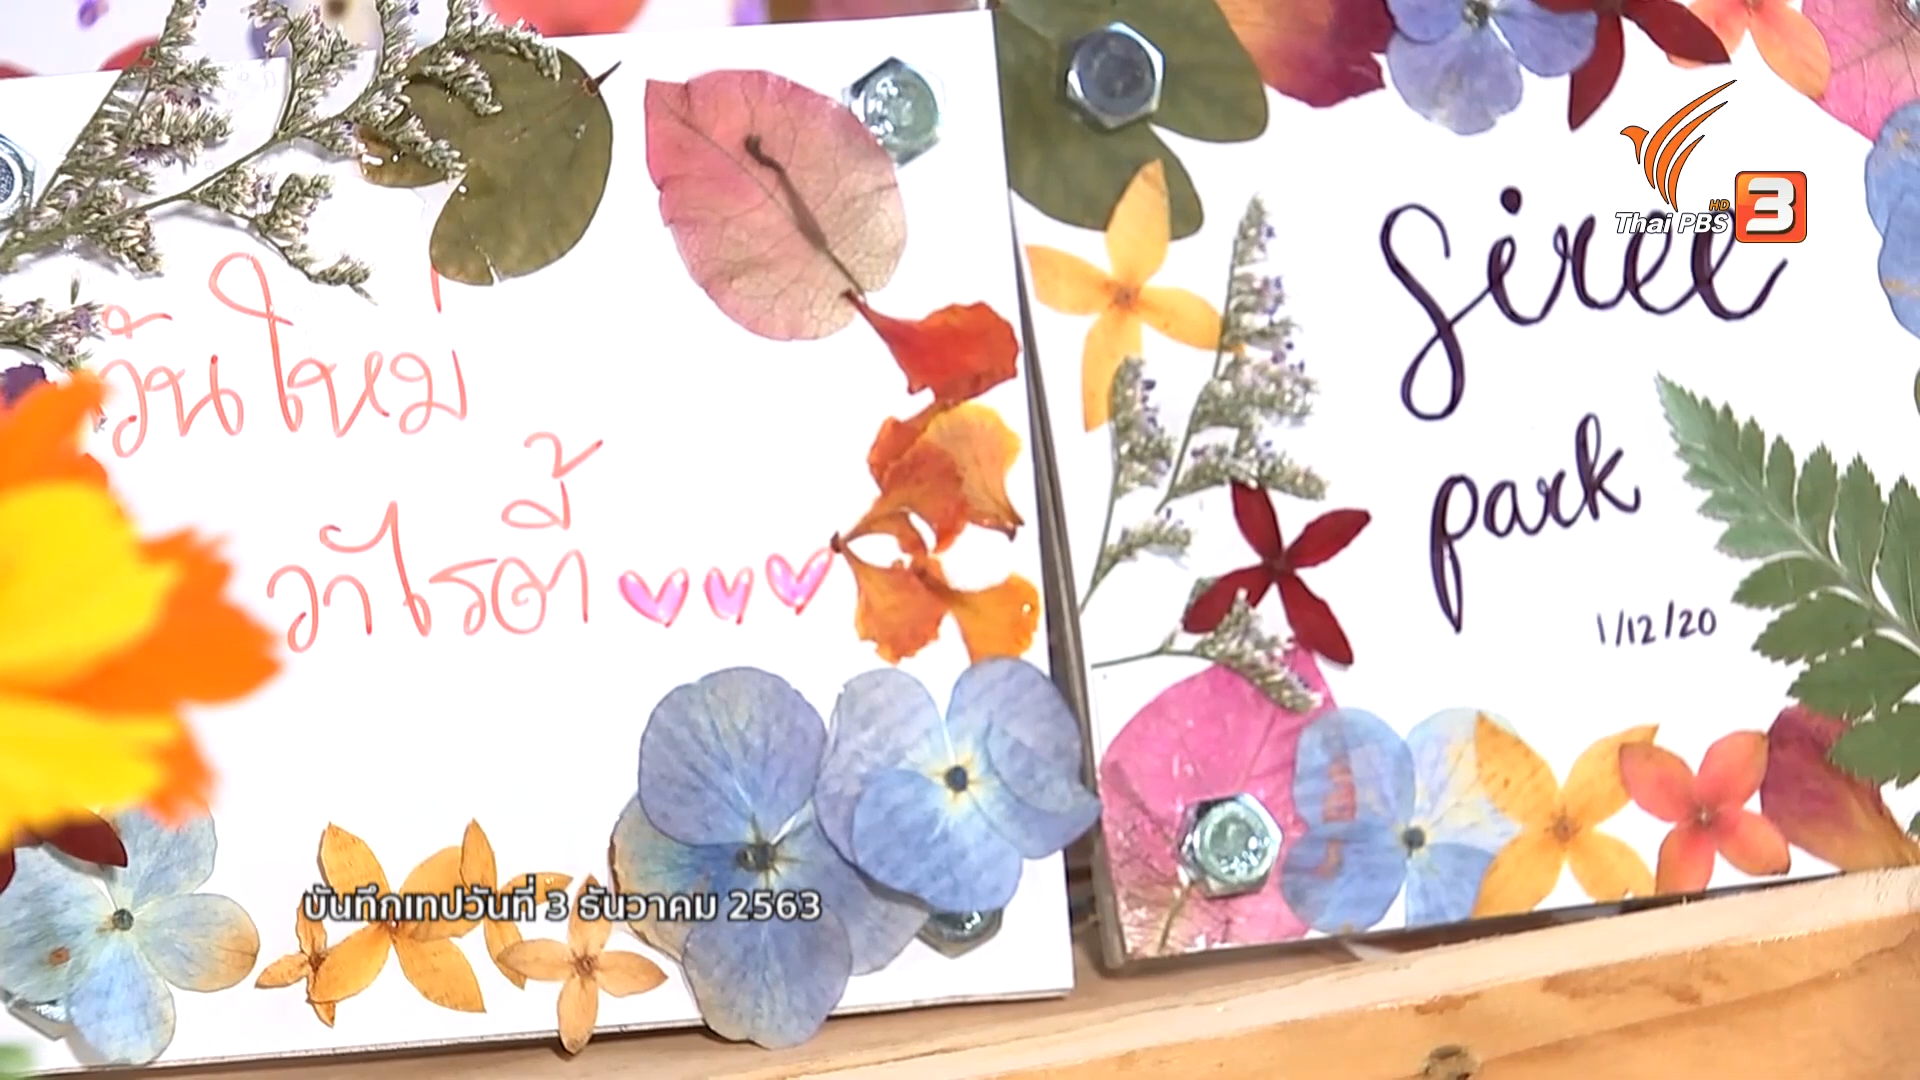 วันใหม่
วาไรตี้
siree
park
1/12/20
Thai PBS HD 3
บันทึกเทปวันที่ 3 ธันวาคม 2563